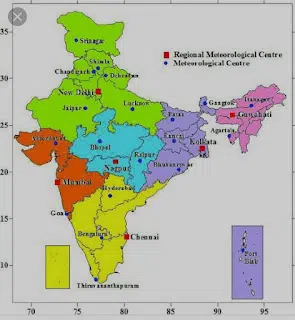 35
30
25
20
15
10
70 75 80 85 90 95
Regional Meteorological Centre
Meteorological Centre
Srinagar
Shimla
Chandigarh
Dehradun
New Delhi
Jaipur
Lucknow
Patna
Gangtok
Itanagar
Guwahati
Agartala
Ranchi
Kolkata
Ahmedabad
Bhopal
Raipur
Bhubaneswar
Nagpur
Mumbai
Hyderabad
Goa
Bengaluru
Chennai
Port
Blair
Thiruvananthapuram